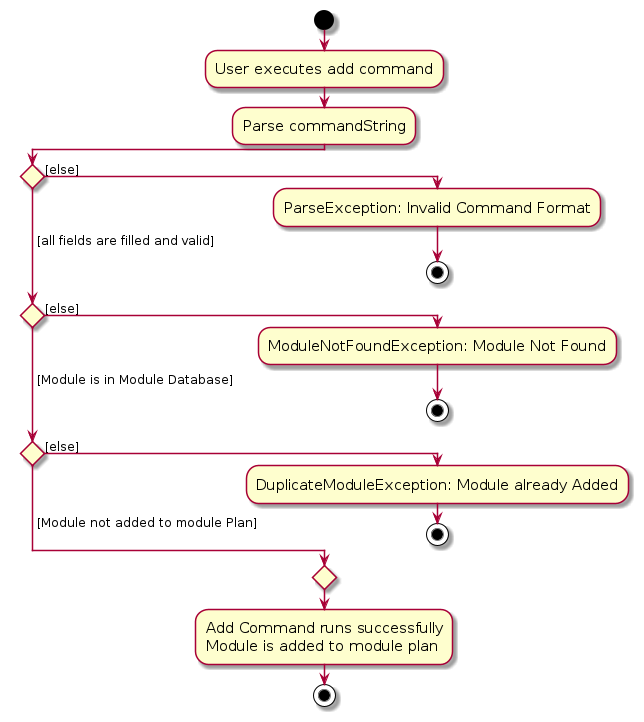 User executes add command
Parse commandString
[else]
ParseException: Invalid Command Format
[all fields are filled and valid]
[else]
ModuleNotFoundException: Module Not Found
[Module is in Module Database]
[else]
DuplicateModuleException: Module already Added
[Module not added to module Plan]
Add Command runs successfully
Module is added to module plan